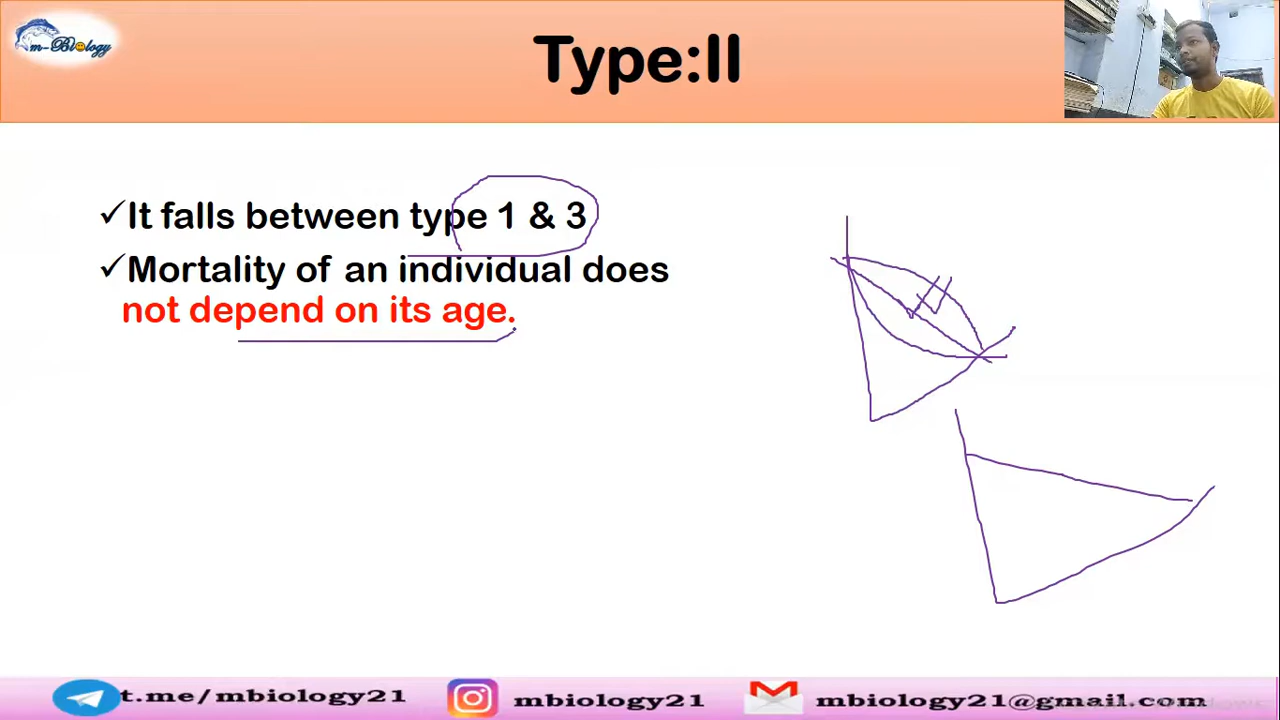 m-Biology
Type:II
✓It falls between type 1 & 3
✓Mortality of an individual does
not depend on its age.
t.me/mbiology21
mbiology21
mbiology21@gmail.com